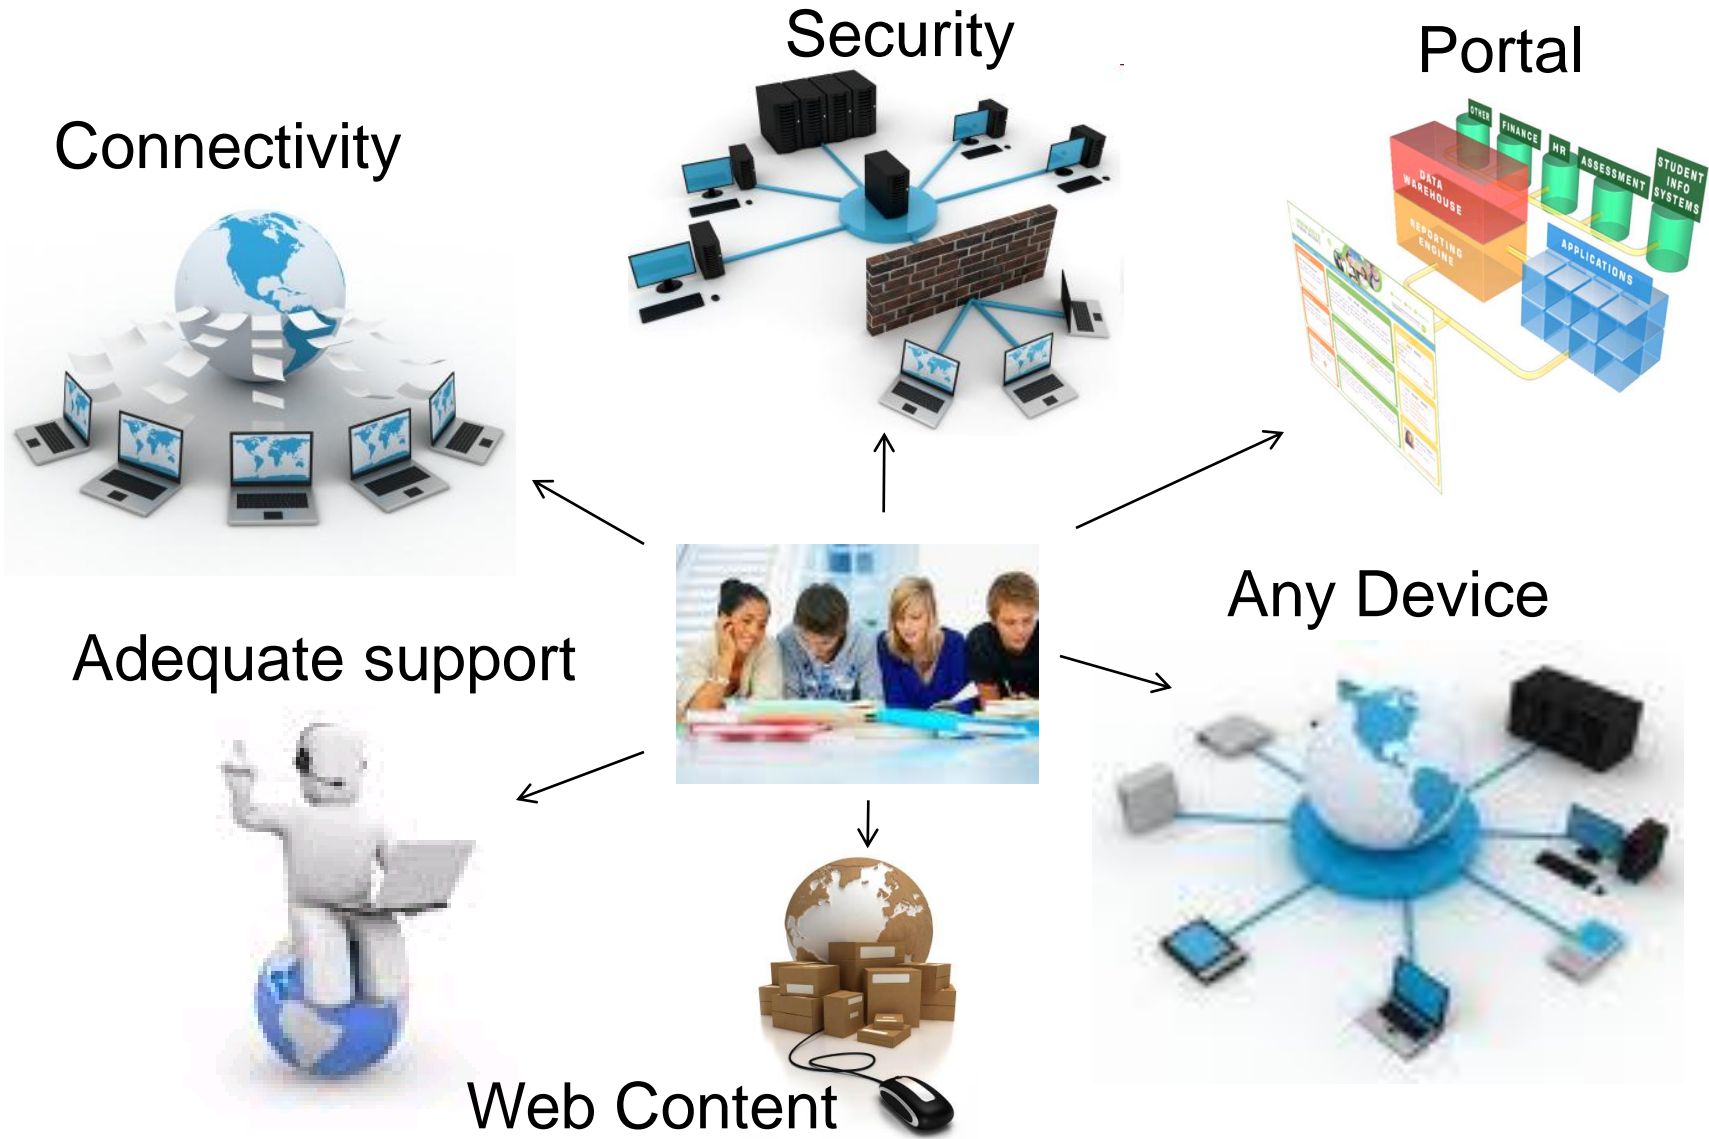 Security
Portal
Connectivity
OTHER
FINANCE
HR
ASSESSMENT
STUDENT
INFO
SYSTEMS
DATA
WAREHOUSE
REPORTING
ENGINE
APPLICATIONS
Any Device
Adequate support
Web Content